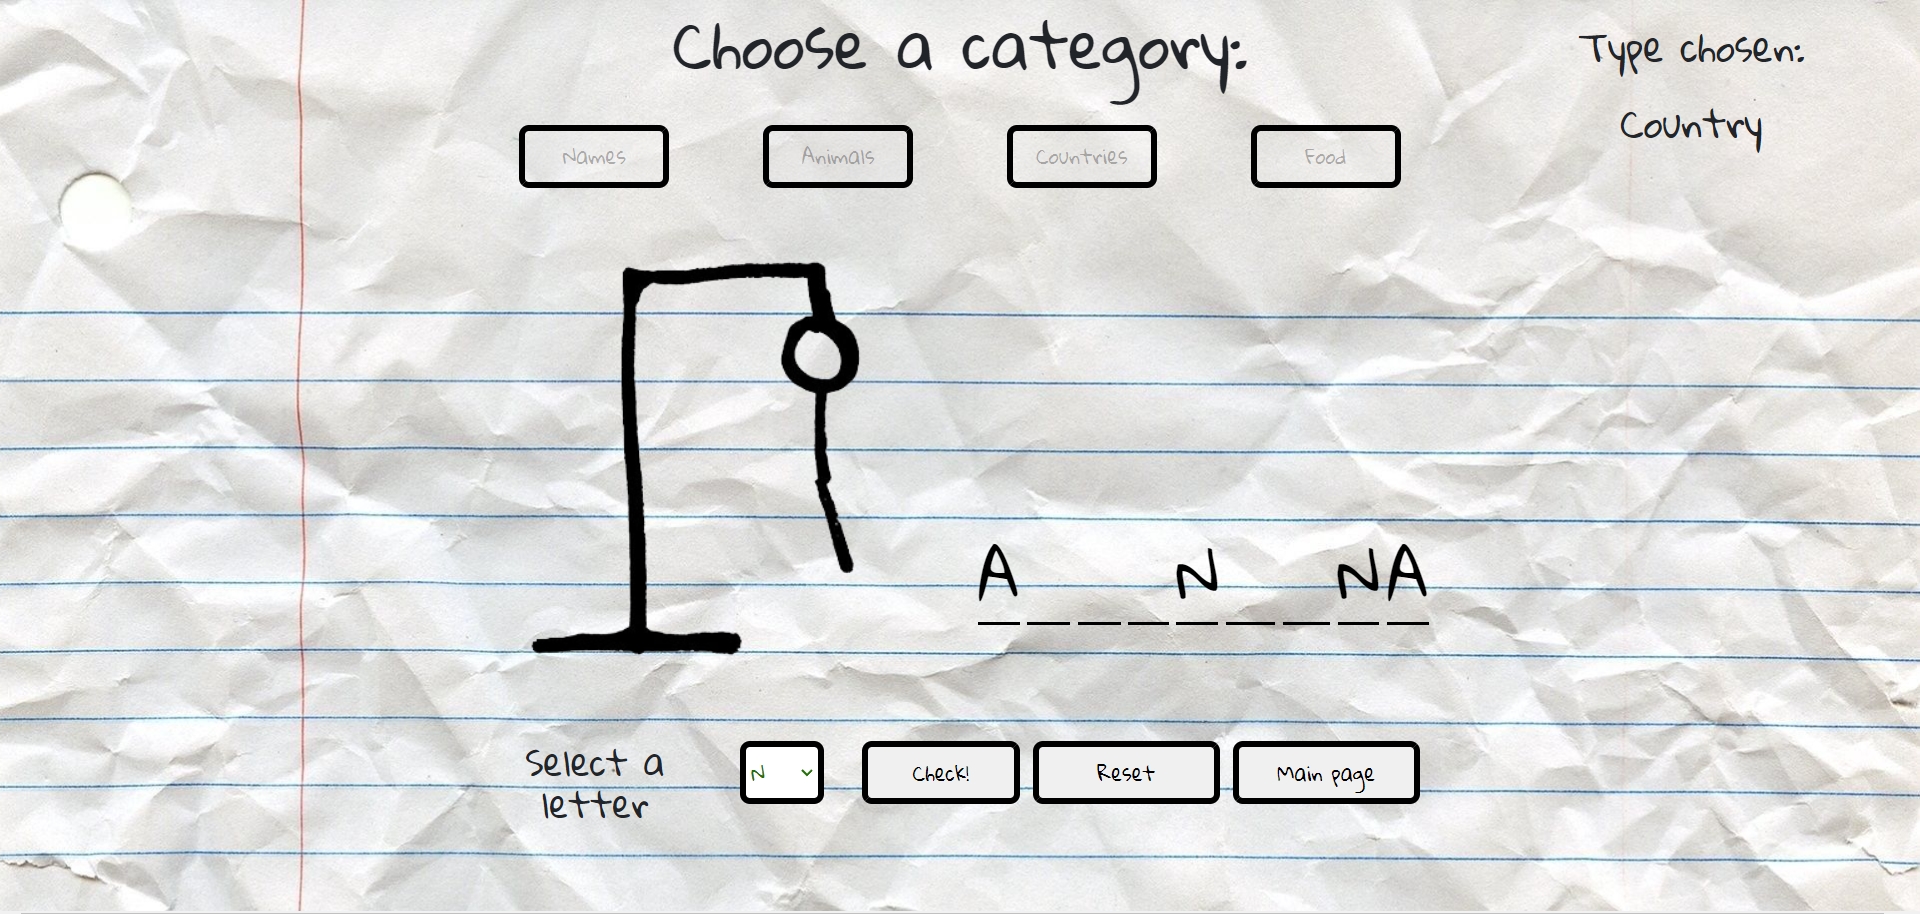 Choose a category:
Type chosen:
Country
Names Animals Countries Food
A _ _ _ N _ _ NA
Select a
letter
N
Check! Reset Main page